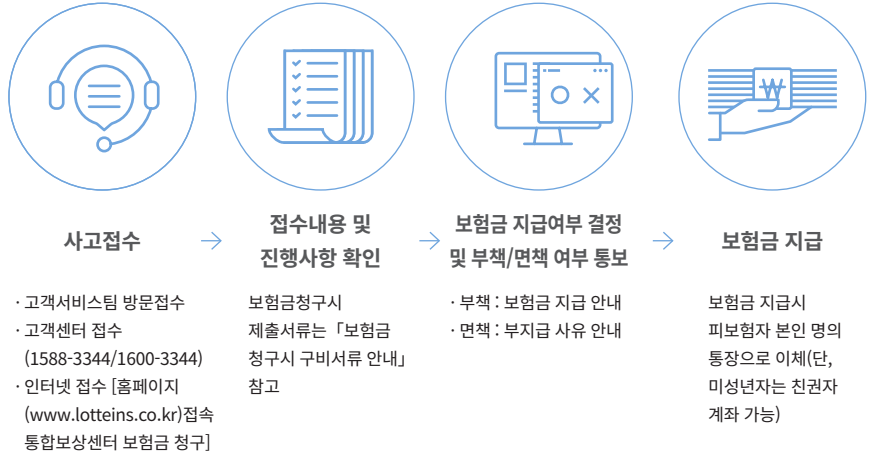 사고접수
· 고객서비스팀 방문접수
· 고객센터 접수
(1588-3344/1600-3344)
· 인터넷 접수 [홈페이지
(www.lotteins.co.kr)접속
통합보상센터 보험금 청구]
접수내용 및
진행사항 확인
보험금청구시
제출서류는「보험금
청구시 구비서류 안내」
참고
보험금 지급여부 결정
및 부책/면책 여부 통보
· 부책 : 보험금 지급 안내
· 면책 : 부지급 사유 안내
₩
보험금 지급
보험금 지급시
피보험자 본인 명의
통장으로 이체(단,
미성년자는 친권자
계좌 가능)